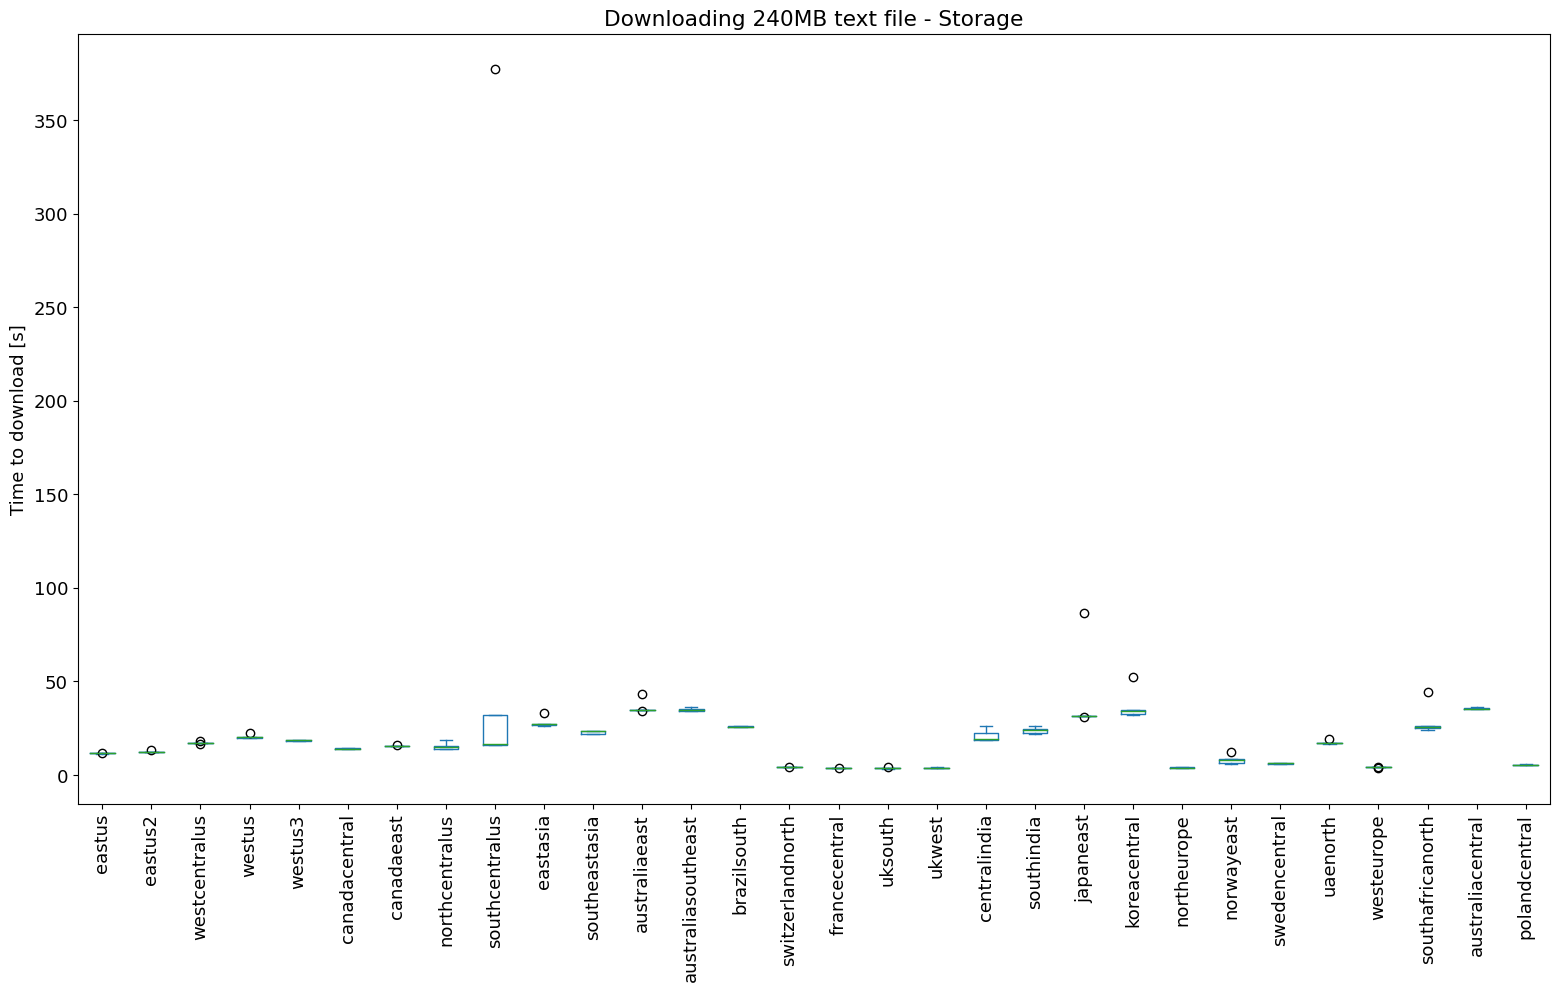 Downloading 240MB text file - Storage
Time to download [s]
350
300
250
200
150
100
50
0
eastus
eastus2
westcentralus
westus
westus3
canadacentral
canadaeast
northcentralus
southcentralus
eastasia
southeastasia
australiaeast
australiasoutheast
brazilsouth
switzerlandnorth
francecentral
uksouth
ukwest
centralindia
southindia
japaneast
koreacentral
northeurope
norwayeast
swedencentral
uaenorth
westeurope
southafricanorth
australiacentral
polandcentral